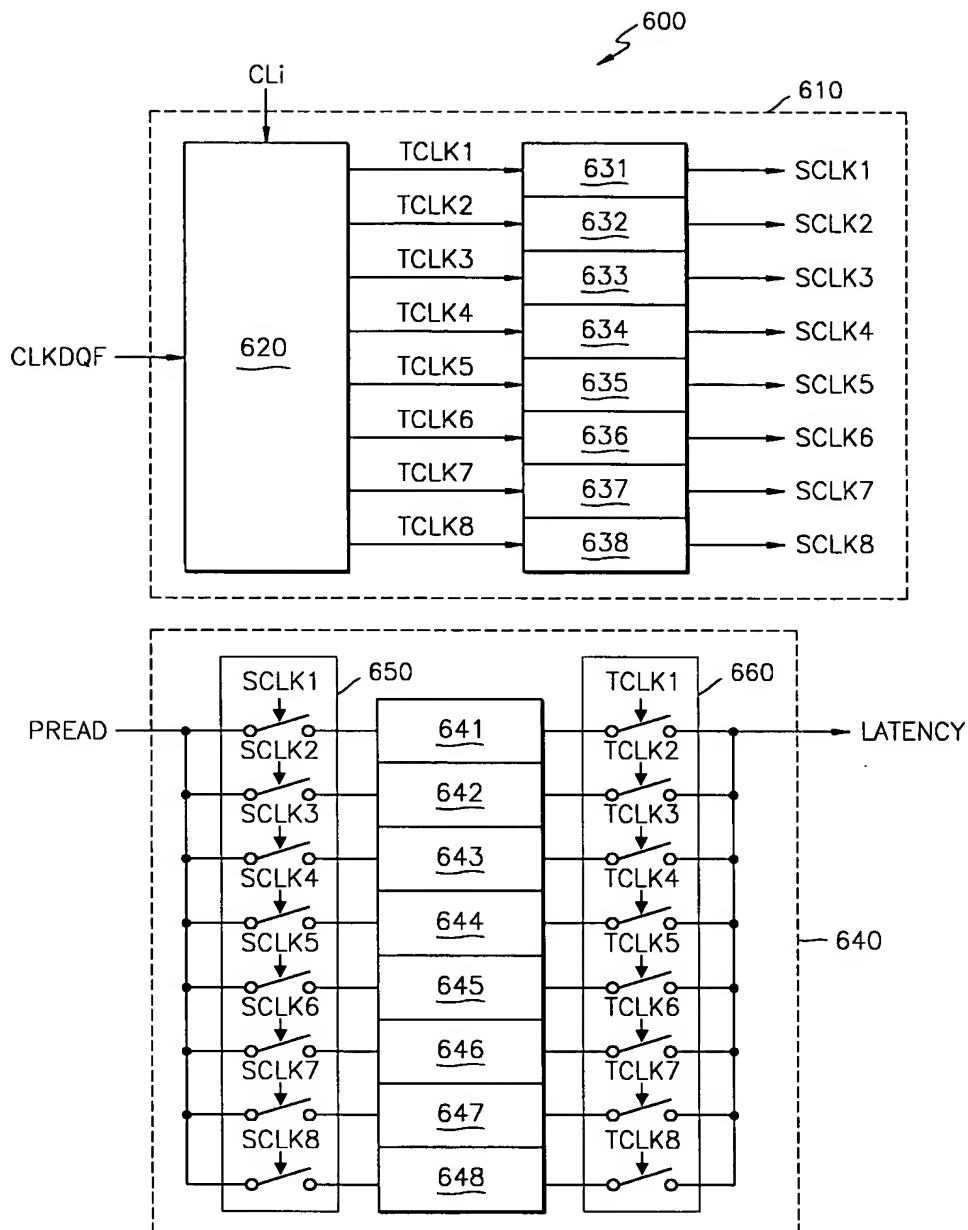 600
CLi
610
TCLK1 631 SCLK1
TCLK2 632 SCLK2
TCLK3 633 SCLK3
TCLK4 634 SCLK4
CLKDQF 620
TCLK5 635 SCLK5
TCLK6 636 SCLK6
TCLK7 637 SCLK7
TCLK8 638 SCLK8
SCLK1 650 TCLK1 660
PREAD 641 LATENCY
SCLK2 TCLK2
642
SCLK3 TCLK3
643
SCLK4 TCLK4
644
SCLK5 TCLK5
640
645
SCLK6 TCLK6
646
SCLK7 TCLK7
647
SCLK8 TCLK8
648